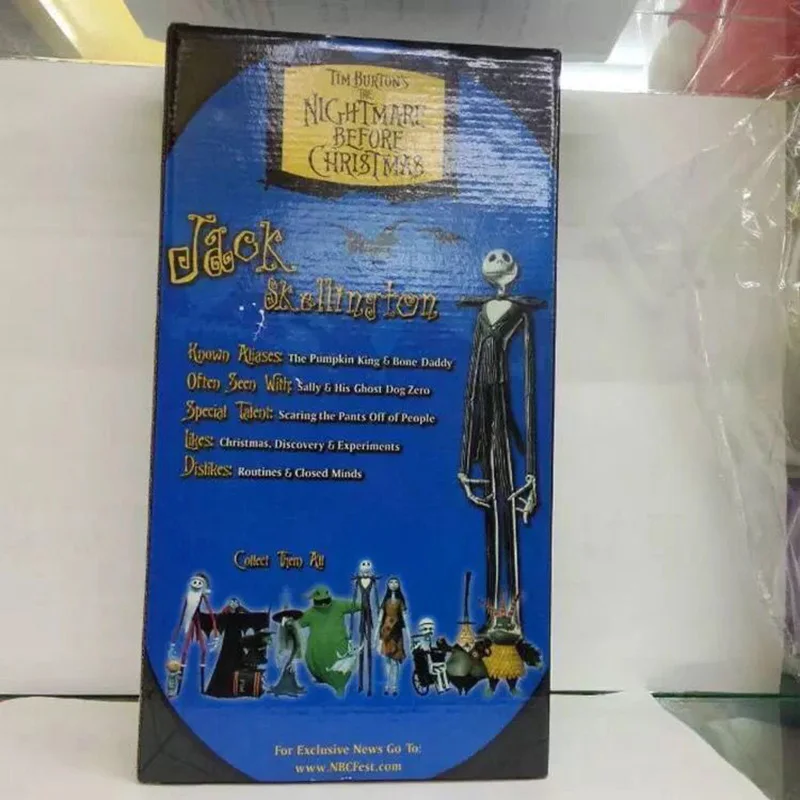 TIM BURTON'S
THE
NIGHTMARE
BEFORE
CHRISTMAS
Jack
Skellington
Known Aliases: The Pumpkin King & Bone Daddy
Often Seen With: Sally & His Ghost Dog Zero
Special Talent: Scaring the Pants Off of People
Likes: Christmas, Discovery & Experiments
Dislikes: Routines & Closed Minds
Collect Them All
For Exclusive News Go To:
www.NBCFest.com